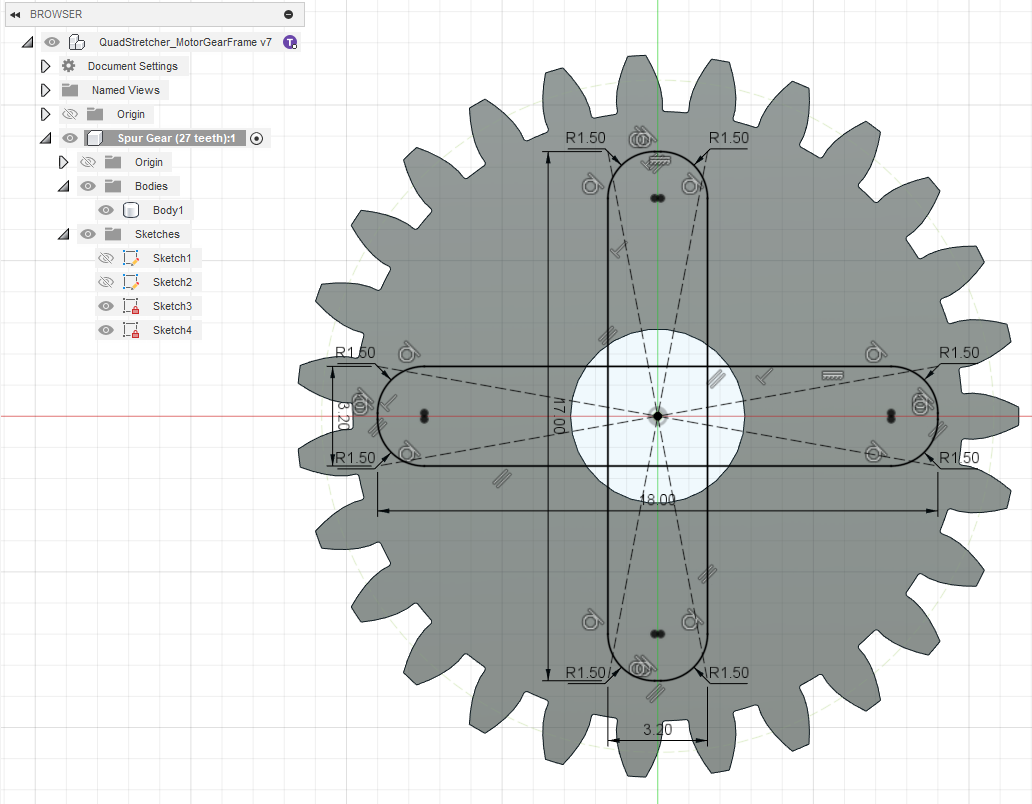 BROWSER
QuadStretcher_MotorGearFrame v7
T
Document Settings
Named Views
Origin
Spur Gear (27 teeth):1
Origin
Bodies
Body1
Sketches
Sketch1
Sketch2
Sketch3
Sketch4
R1.50
R1.50
R1.50
R1.50
3.20
17.00
R1.50
R1.50
18.00
R1.50
R1.50
3.20